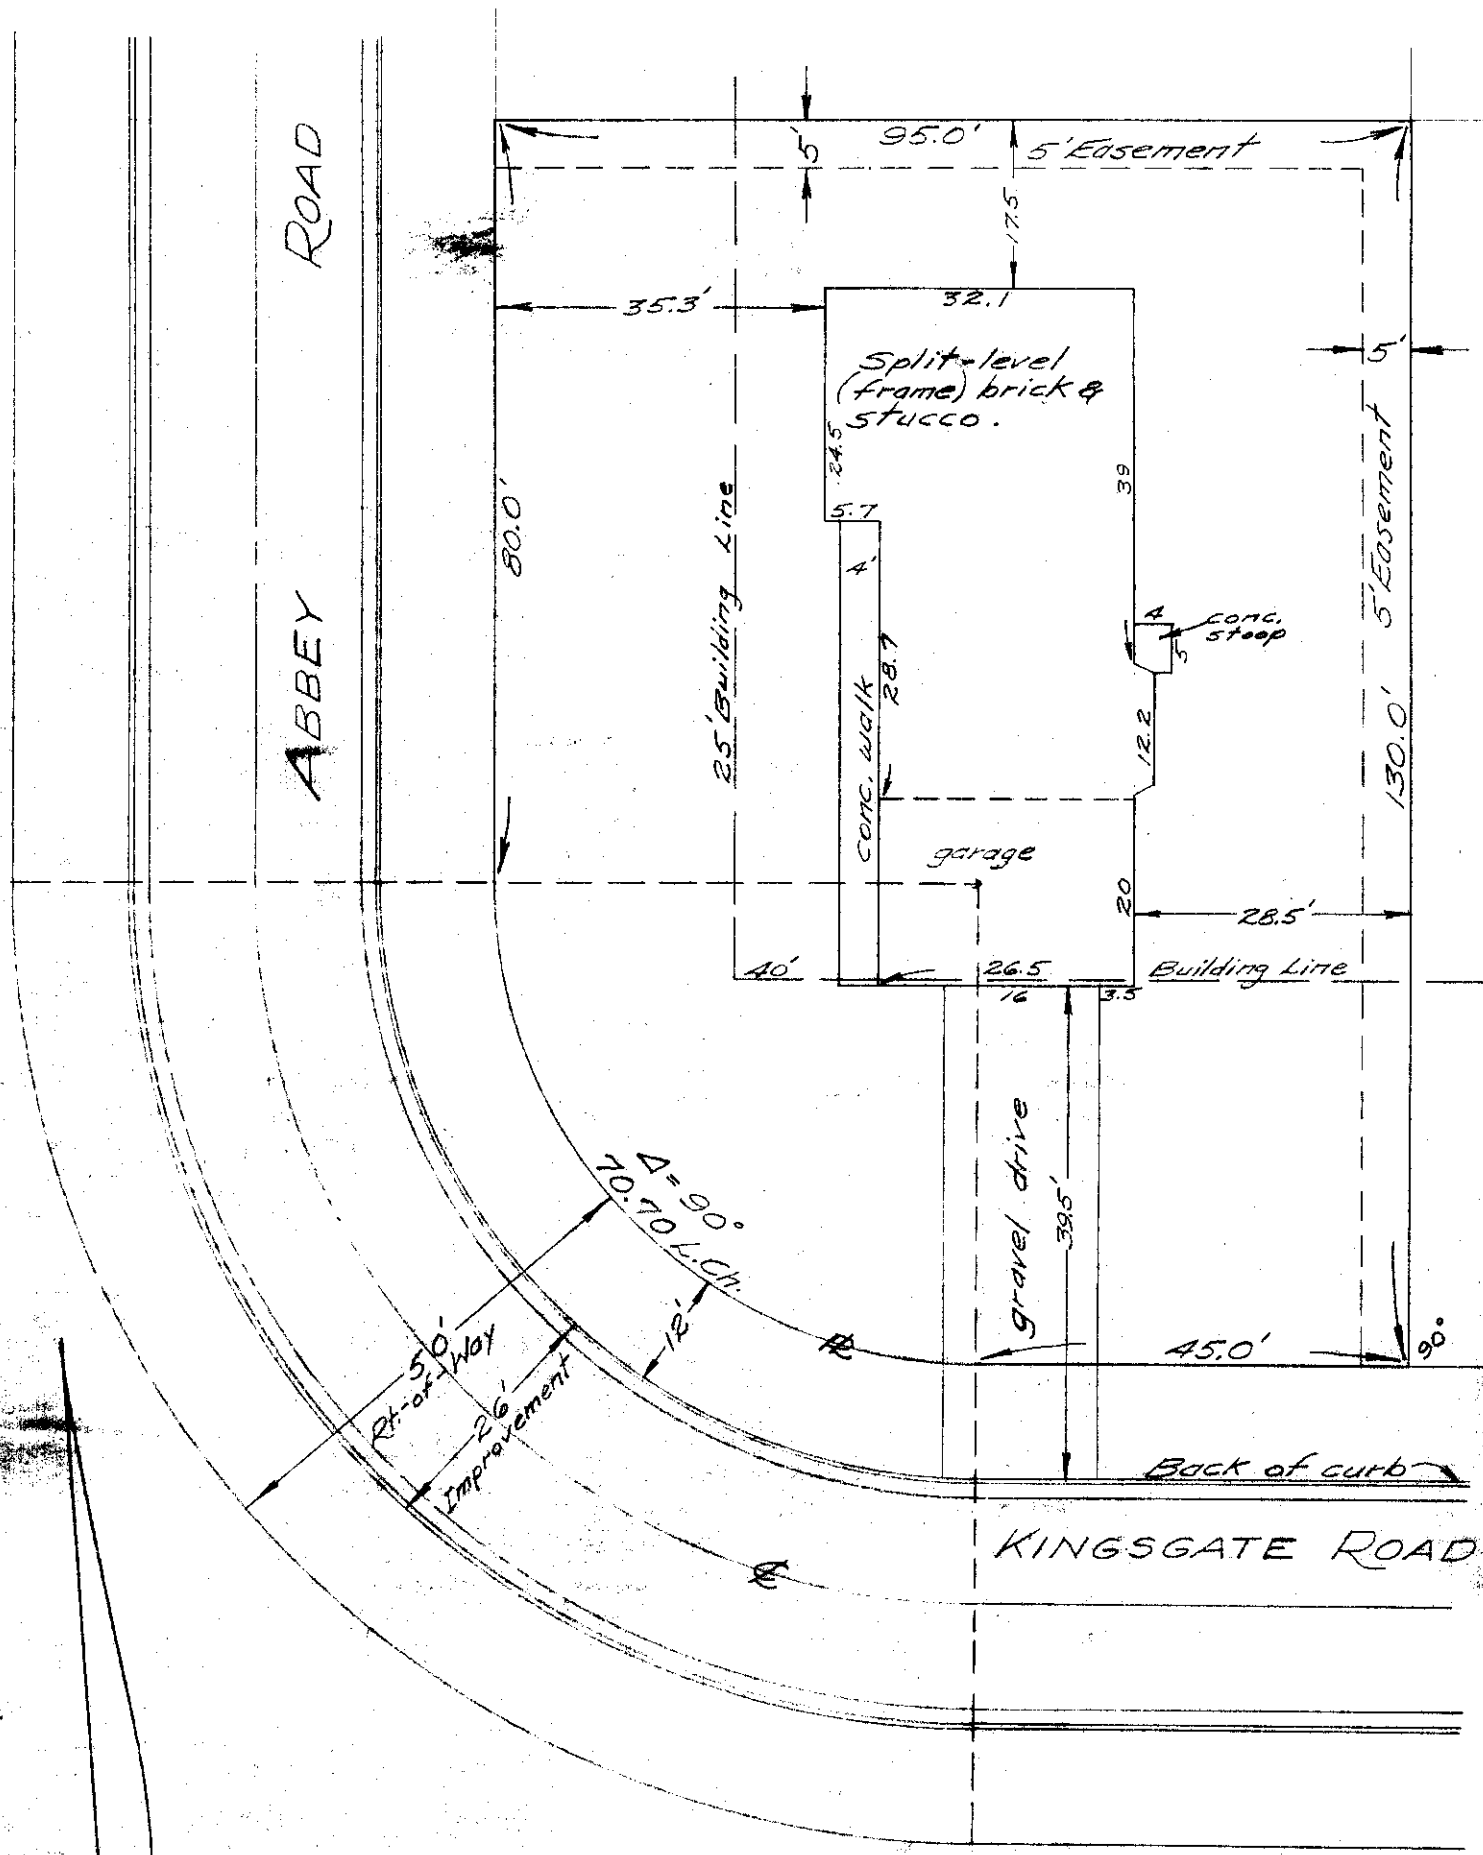 ABBEY ROAD
95.0'
5'
5' Easement
17.5
35.3'
32.1
Split-level
(frame) brick &
stucco.
24.5
5.7
4'
39
5'
5' Easement
80.0'
25' Building Line
conc. walk
28.7
4
conc.
stoop
5
12.2
130.0'
garage
20
28.5'
40'
26.5
Building Line
16
3.5
gravel drive
39.5'
Δ=90°
70.70 L.Ch.
12'
50'
Rt.-of-Way
26'
Improvement
PL
45.0'
90°
Back of curb
KINGSGATE ROAD
CL